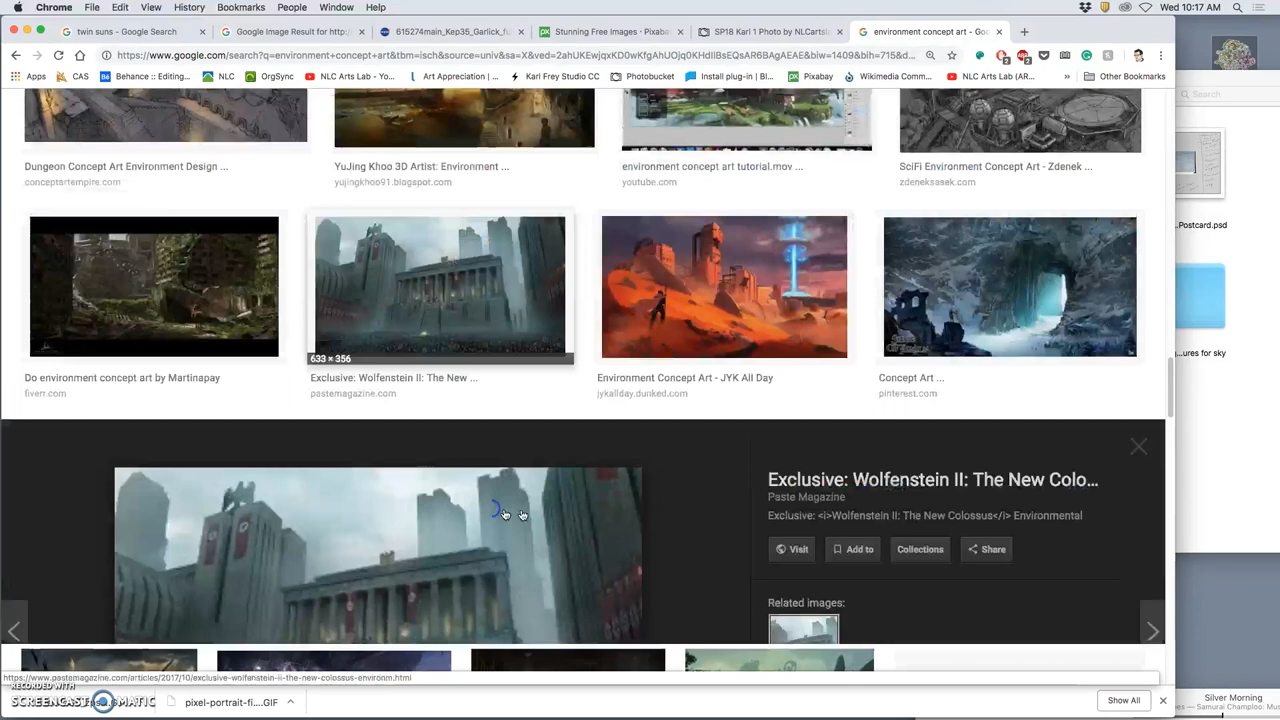 Chrome File Edit View History Bookmarks People Window Help Wed 10:17 AM
twin suns - Google Search Google Image Result for http: 615274main_Kep35_Garlick_fu Stunning Free Images - Pixaba SP18 Karl 1 Photo by NLCartsl environment concept art - Goo
https://www.google.com/search?q=environment+concept+art&tbm=isch&source=univ&sa=X&ved=2ahUKEwjqxKD0wKfgAhUOjq0KHdIlBsEQsAR6BAgAEAE&biw=1409&bih=715&d...
Apps CAS Behance :: Editing... NLC OrgSync NLC Arts Lab - Yo... Art Appreciation | ... Karl Frey Studio CC Photobucket Install plug-in | Bl... Pixabay Wikimedia Comm... NLC Arts Lab (AR... » Other Bookmarks
Search
Dungeon Concept Art Environment Design ... YuJing Khoo 3D Artist: Environment ... environment concept art tutorial.mov ... SciFi Environment Concept Art - Zdenek ...
conceptartempire.com yujingkhoo91.blogspot.com youtube.com zdeneksasek.com
...Postcard.psd
...ures for sky
633 × 356
Do environment concept art by Martinapay Exclusive: Wolfenstein II: The New ... Environment Concept Art - JYK All Day Concept Art ...
fiverr.com pastemagazine.com jykallday.dunked.com pinterest.com
Exclusive: Wolfenstein II: The New Colo...
Paste Magazine
Exclusive: <i>Wolfenstein II: The New Colossus</i> Environmental
Visit Add to Collections Share
Related images:
https://www.pastemagazine.com/articles/2017/10/exclusive-wolfenstein-ii-the-new-colossus-environm.html
RECORDED WITH
SCREENCAST MATIC
pixel-portrait-fi....GIF Show All
Silver Morning